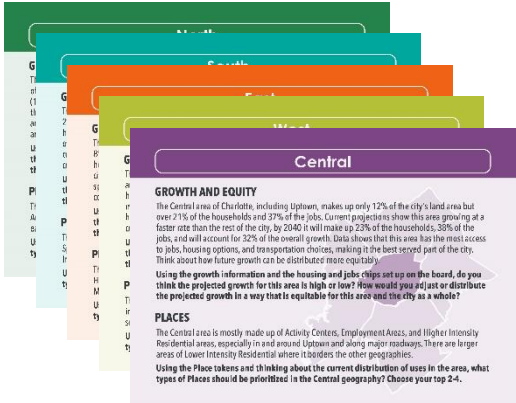 North
South
East
West
Central
GROWTH AND EQUITY
The Central area of Charlotte, including Uptown, makes up only 12% of the city's land area but
over 21% of the households and 37% of the jobs. Current projections show this area growing at a
faster rate than the rest of the city, by 2040 it will make up 23% of the households, 38% of the
jobs, and will account for 32% of the overall growth. Data shows that this area has the most access
to jobs, housing options, and transportation choices, making it the best served part of the city.
Think about how future growth can be distributed more equitably.
Using the growth information and the housing and jobs chips set up on the board, do you
think the projected growth for this area is high or low? How would you adjust or distribute
the projected growth in a way that is equitable for this area and the city as a whole?
PLACES
The Central area is mostly made up of Activity Centers, Employment Areas, and Higher Intensity
Residential areas, especially in and around Uptown and along major roadways. There are larger
areas of Lower Intensity Residential where it borders the other geographies.
Using the Place tokens and thinking about the current distribution of uses in the area, what
types of Places should be prioritized in the Central geography? Choose your top 2-4.